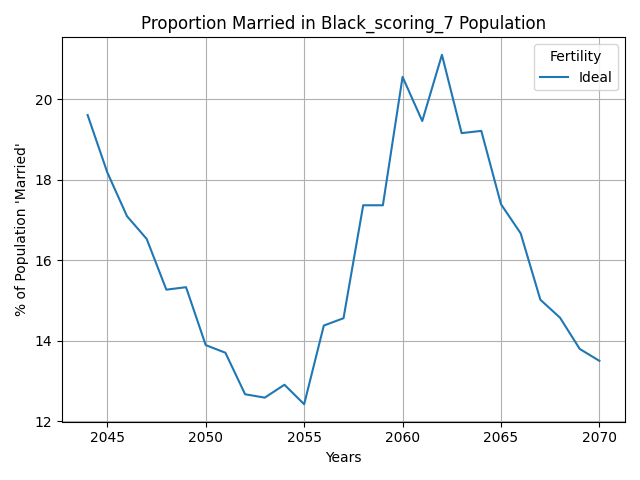 Proportion Married in Black_scoring_7 Population
Fertility
Ideal
% of Population 'Married'
20
18
16
14
12
2045 2050 2055 2060 2065 2070
Years